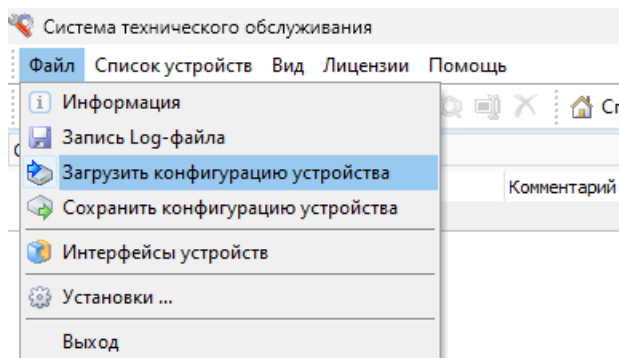 Система технического обслуживания
Файл Список устройств Вид Лицензии Помощь
Информация
Запись Log-файла
Загрузить конфигурацию устройства
Комментарий
Сохранить конфигурацию устройства
Интерфейсы устройств
Установки ...
Выход